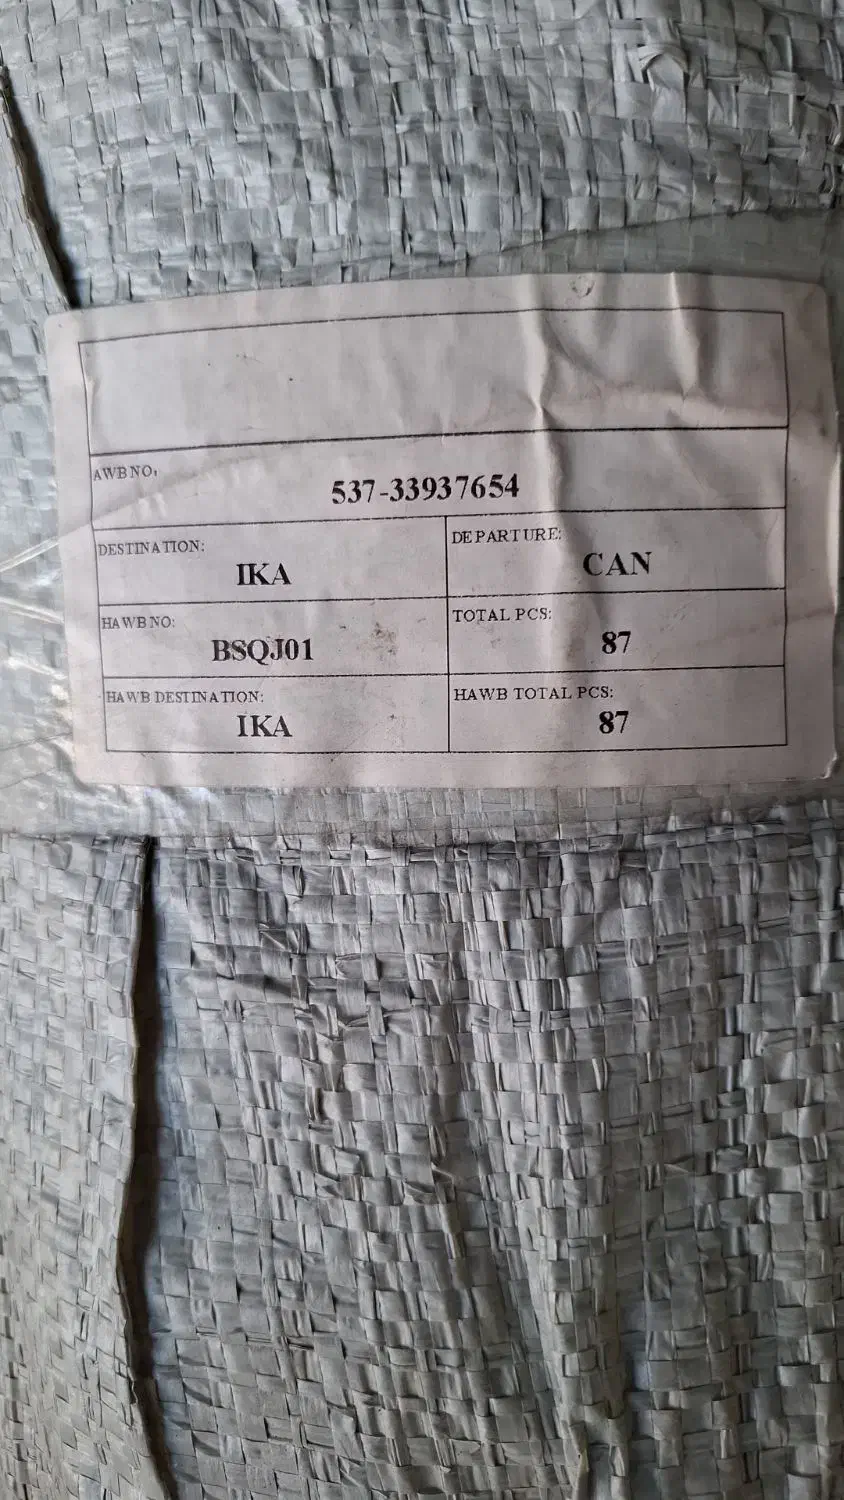 AWB NO:
537-33937654
DESTINATION:
IKA
DEPARTURE:
CAN
HAWB NO:
BSQJ01
TOTAL PCS:
87
HAWB DESTINATION:
IKA
HAWB TOTAL PCS:
87